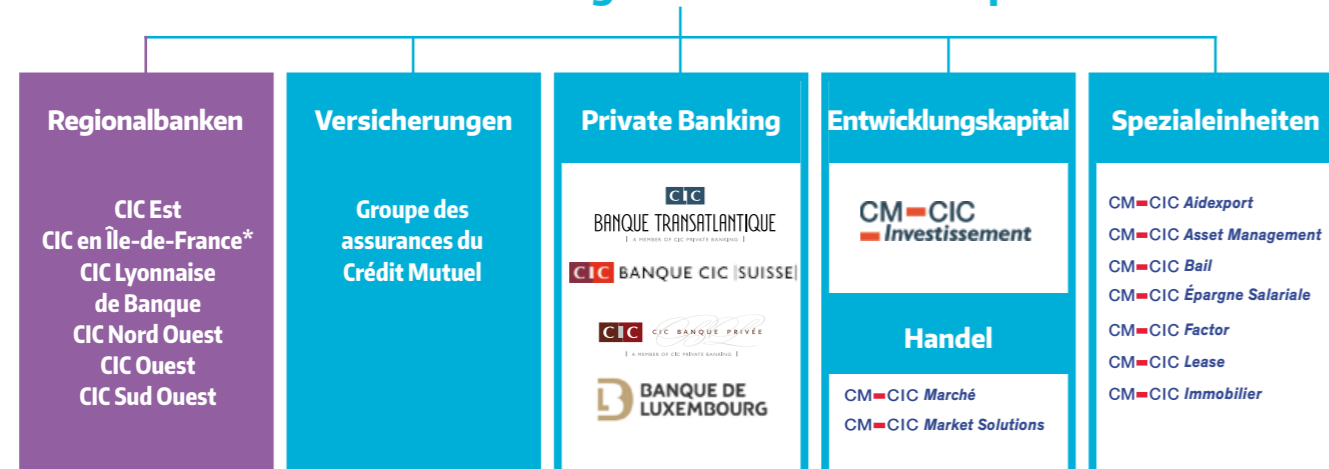 Regionalbanken
CIC Est
CIC en Île-de-France*
CIC Lyonnaise
de Banque
CIC Nord Ouest
CIC Ouest
CIC Sud Ouest
Versicherungen
Groupe des
assurances du
Crédit Mutuel
Private Banking
CIC
BANQUE TRANSATLANTIQUE
A MEMBER OF CIC PRIVATE BANKING
CIC BANQUE CIC |SUISSE|
CIC CIC BANQUE PRIVÉE
A MEMBER OF CIC PRIVATE BANKING
BANQUE DE
LUXEMBOURG
Entwicklungskapital
CM-CIC
Investissement
Handel
CM-CIC Marché
CM-CIC Market Solutions
Spezialeinheiten
CM-CIC Aidexport
CM-CIC Asset Management
CM-CIC Bail
CM-CIC Épargne Salariale
CM-CIC Factor
CM-CIC Lease
CM-CIC Immobilier